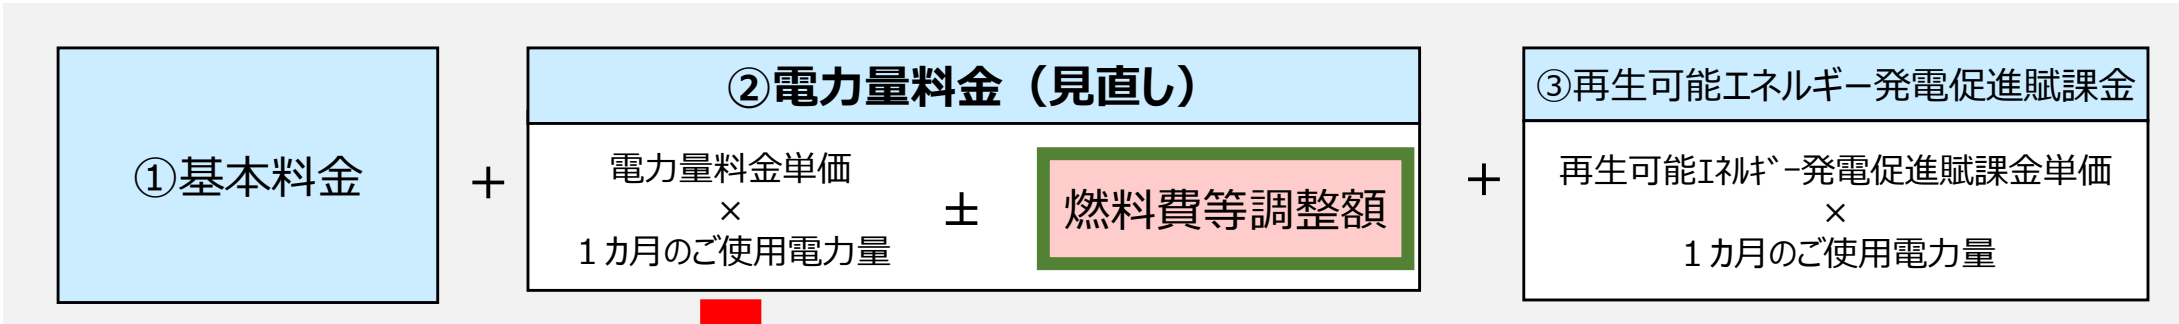 ①基本料金
+
②電力量料金（見直し）
電力量料金単価
×
１カ月のご使用電力量
±
燃料費等調整額
+
③再生可能エネルギー発電促進賦課金
再生可能ｴﾈﾙｷﾞｰ発電促進賦課金単価
×
１カ月のご使用電力量